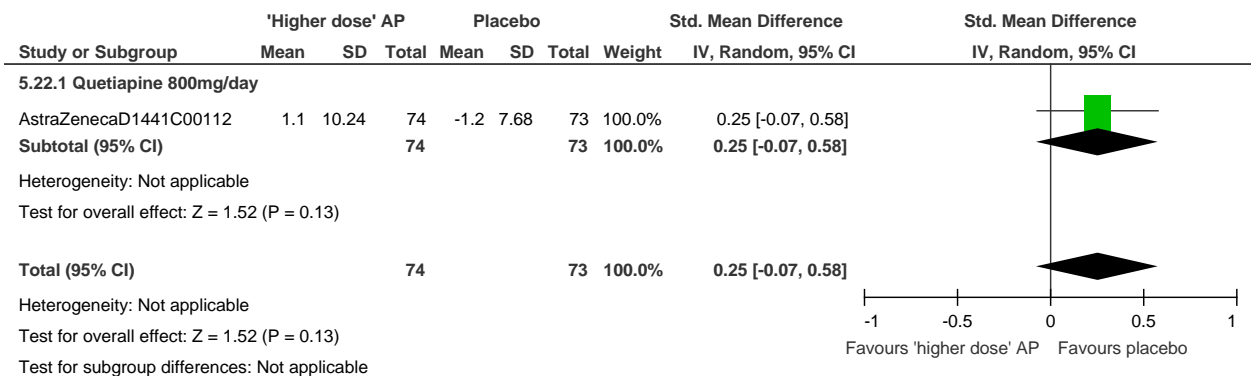 'Higher dose' AP Placebo Std. Mean Difference Std. Mean Difference
Study or Subgroup Mean SD Total Mean SD Total Weight IV, Random, 95% CI IV, Random, 95% CI
5.22.1 Quetiapine 800mg/day
AstraZenecaD1441C00112 1.1 10.24 74 -1.2 7.68 73 100.0% 0.25 [-0.07, 0.58]
Subtotal (95% CI) 74 73 100.0% 0.25 [-0.07, 0.58]
Heterogeneity: Not applicable
Test for overall effect: Z = 1.52 (P = 0.13)
Total (95% CI) 74 73 100.0% 0.25 [-0.07, 0.58]
Heterogeneity: Not applicable
Test for overall effect: Z = 1.52 (P = 0.13)
Test for subgroup differences: Not applicable
-1 -0.5 0 0.5 1
Favours 'higher dose' AP Favours placebo